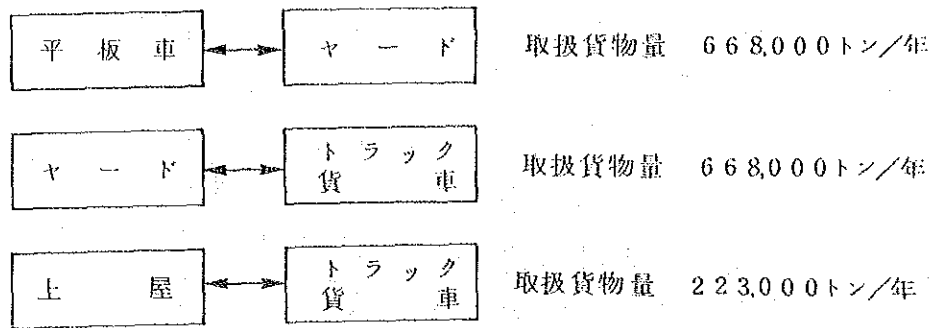 平板車 ヤード 取扱貨物量 668,000トン/年
ヤード トラック 貨車 取扱貨物量 668,000トン/年
上屋 トラック 貨車 取扱貨物量 223,000トン/年